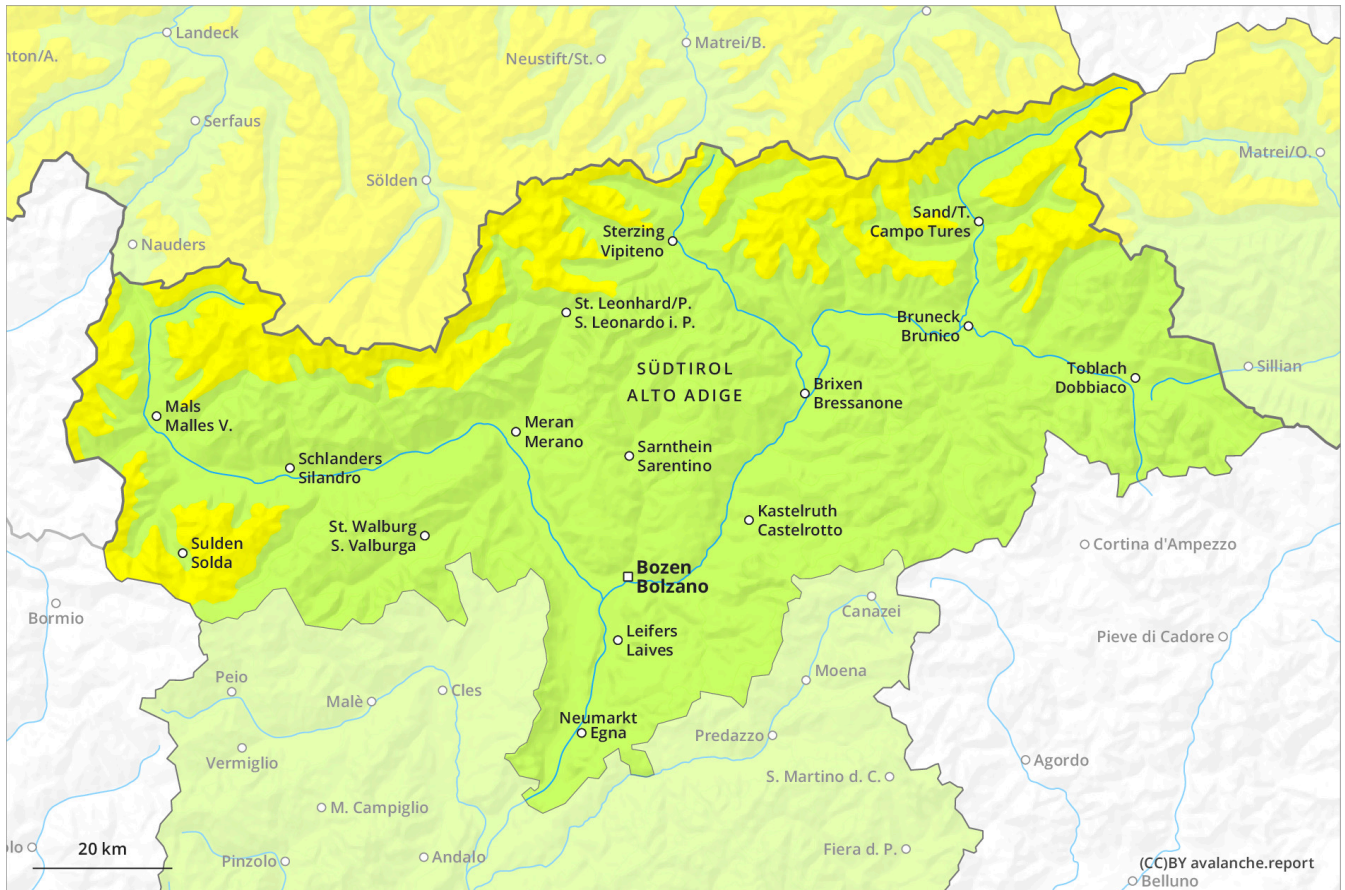 Landeck
Matrei/B.
nton/A.
Neustift/St.
Serfaus
Matrei/O.
Sölden
Sand/T.
Campo Tures
Sterzing
Vipiteno
Nauders
St. Leonhard/P.
S. Leonardo i. P.
Bruneck
Brunico
SÜDTIROL
ALTO ADIGE
Toblach
Dobbiaco
Sillian
Brixen
Bressanone
Mals
Malles V.
Meran
Merano
Schlanders
Silandro
Sarnthein
Sarentino
Kastelruth
Castelrotto
St. Walburg
S. Valburga
Sulden
Solda
Cortina d'Ampezzo
Bozen
Bolzano
Bormio
Canazei
Leifers
Laives
Pieve di Cadore
Peio
Moena
Malè
Cles
Neumarkt
Egna
Predazzo
Vermiglio
Agordo
S. Martino d. C.
M. Campiglio
lo
20 km
Pinzolo
Andalo
Fiera d. P.
(CC)BY avalanche.report
Belluno